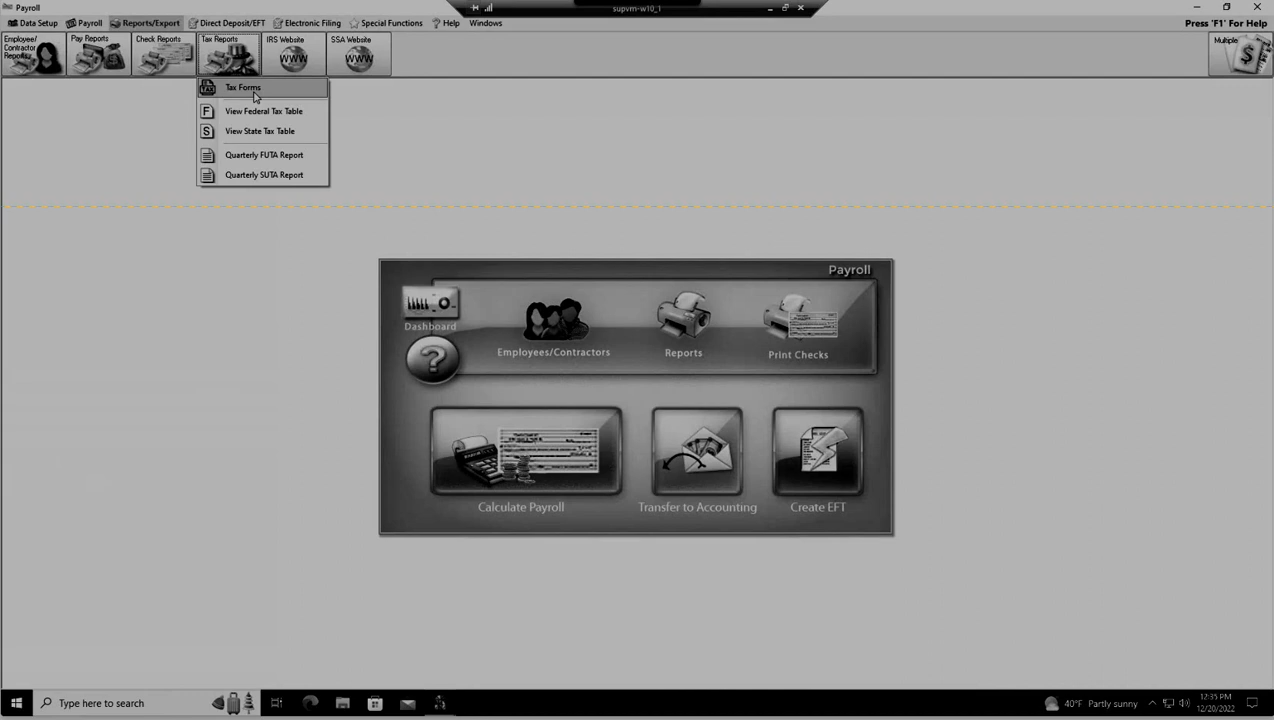 Payroll
supvm-w10_1
Data Setup Payroll Reports/Export Direct Deposit/EFT Electronic Filing Special Functions Help Windows
Press 'F1' For Help
Employee/
Contractor
Pay Reports
Check Reports
Tax Reports
IRS Website
WWW
SSA Website
WWW
Multiple
TAX
Tax Forms
F View Federal Tax Table
S View State Tax Table
Quarterly FUTA Report
Quarterly SUTA Report
Payroll
Dashboard
?
Employees/Contractors
Reports
Print Checks
Calculate Payroll
Transfer to Accounting
Create EFT
Type here to search
40°F Partly sunny
12:35 PM
12/20/2022